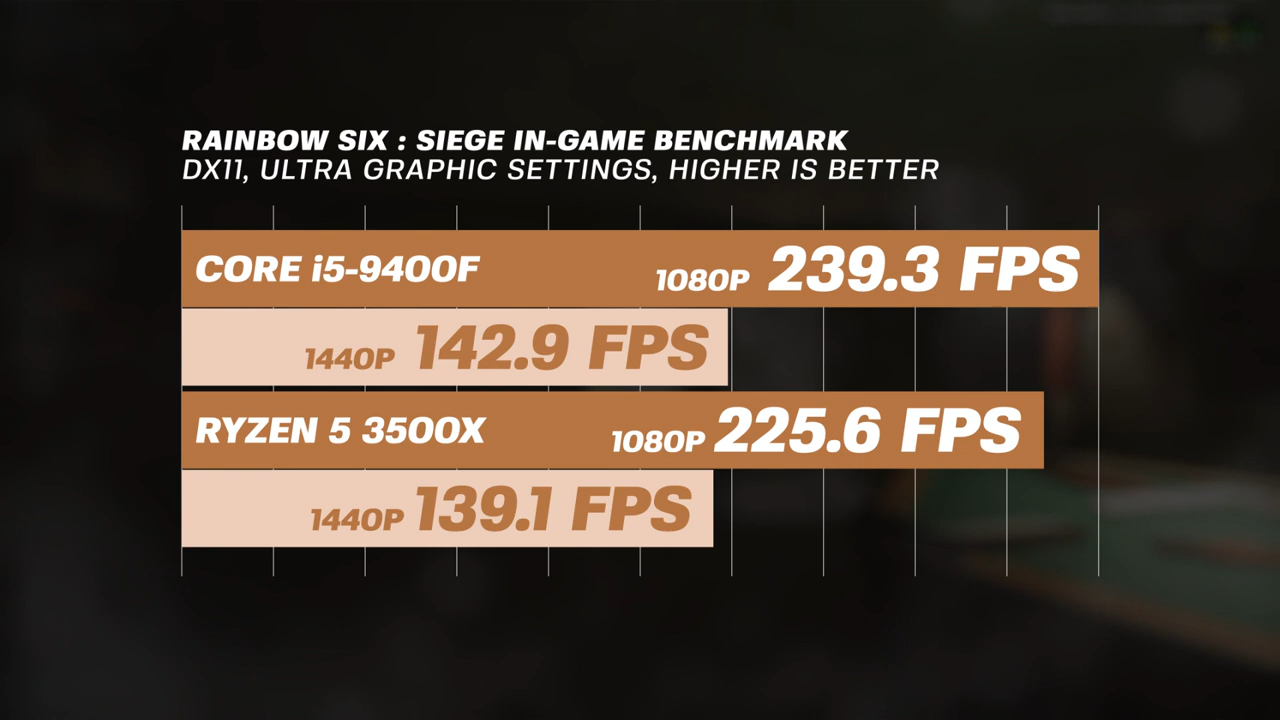 RAINBOW SIX : SIEGE IN-GAME BENCHMARK
DX11, ULTRA GRAPHIC SETTINGS, HIGHER IS BETTER
CORE i5-9400F 1080P 239.3 FPS
1440P 142.9 FPS
RYZEN 5 3500X 1080P 225.6 FPS
1440P 139.1 FPS